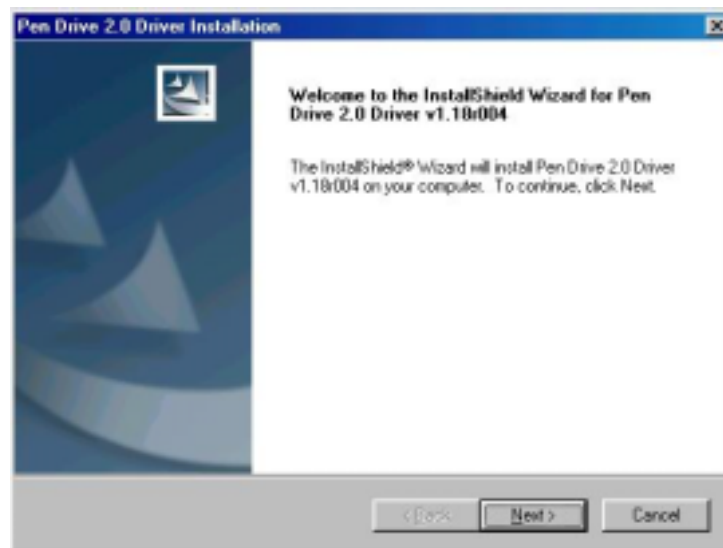 Pen Drive 2.0 Driver Installation
Welcome to the InstallShield Wizard for Pen
Drive 2.0 Driver v1.18r004
The InstallShield® Wizard will install Pen Drive 2.0 Driver
v1.18r004 on your computer. To continue, click Next.
< Back
Next >
Cancel